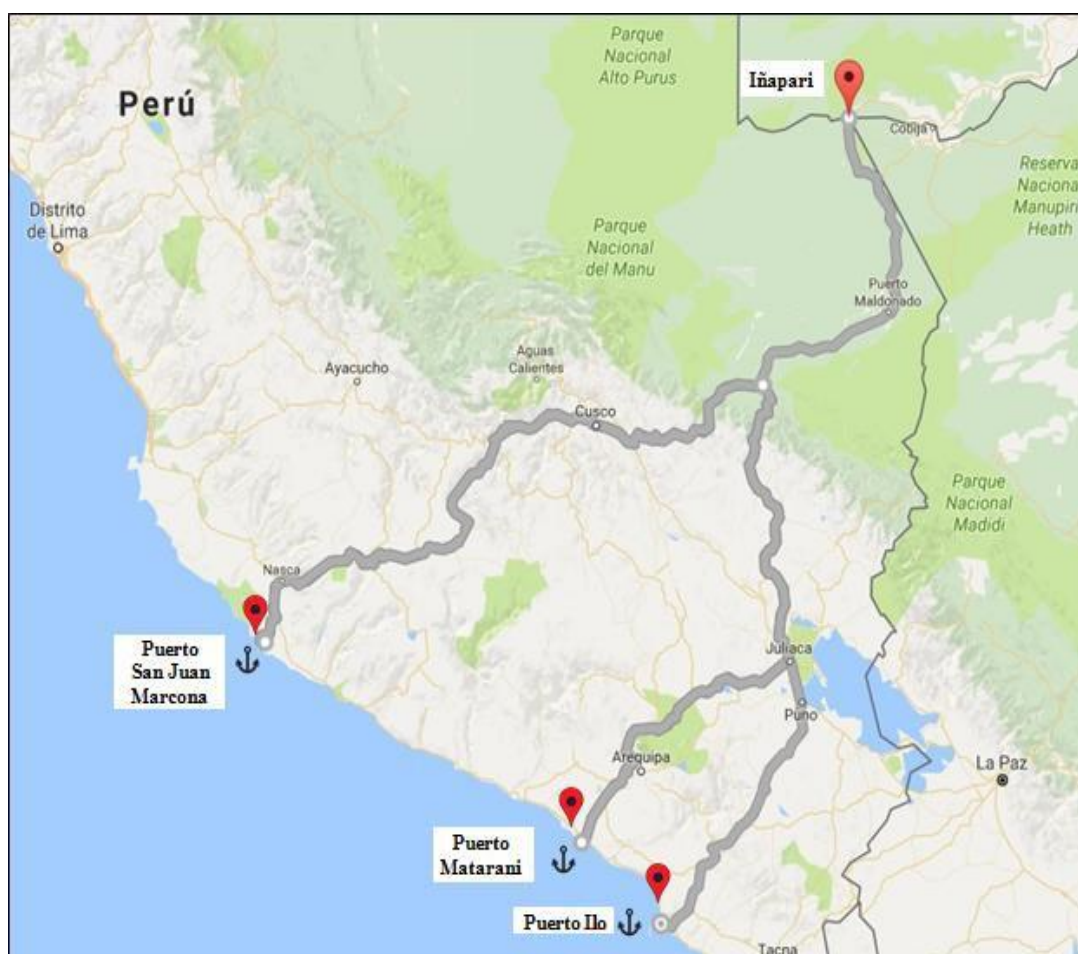 Parque
Nacional
Alto Purus
Iñapari
Perú
Cobija
Reserva
Nacional
Manupiri
Heath
Distrito
de Lima
Parque
Nacional
del Manu
Puerto
Maldonado
Aguas
Calientes
Ayacucho
Cusco
Parque
Nacional
Madidi
Nasca
Puerto
San Juan
Marcona
Juliaca
Puno
Arequipa
La Paz
Puerto
Matarani
Puerto Ilo
Tacna